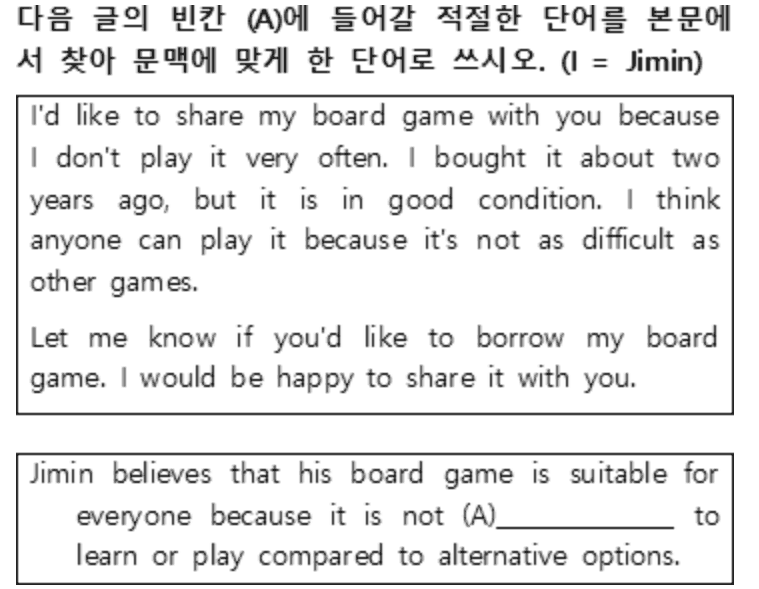 다음 글의 빈칸 (A)에 들어갈 적절한 단어를 본문에
서 찾아 문맥에 맞게 한 단어로 쓰시오. (I = Jimin)
I'd like to share my board game with you because
I don't play it very often. I bought it about two
years ago, but it is in good condition. I think
anyone can play it because it's not as difficult as
other games.
Let me know if you'd like to borrow my board
game. I would be happy to share it with you.
Jimin believes that his board game is suitable for
everyone because it is not (A)____________ to
learn or play compared to alternative options.